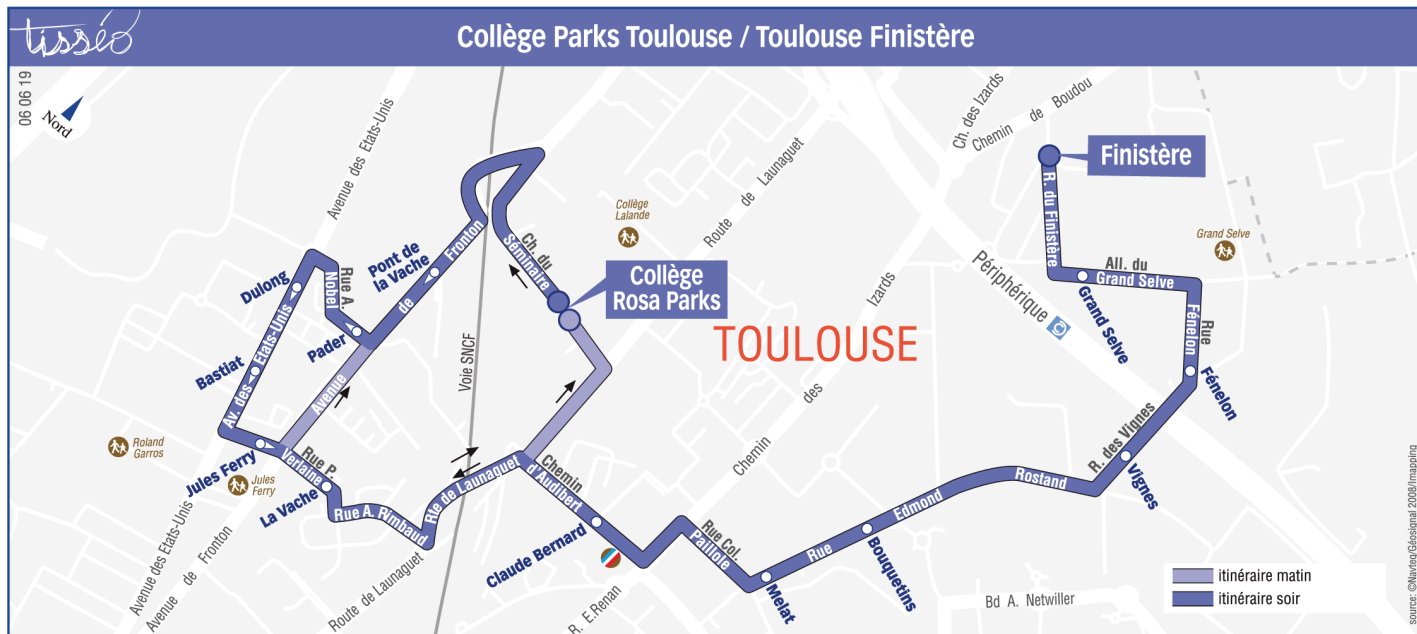 tisséo
Collège Parks Toulouse / Toulouse Finistère
06 06 19
Nord
Avenue des Etats-Unis
Ch. des Izards
Chemin de Boudou
Finistère
R. du Finistère
Collège
Lalande
Route de Launaguet
Grand Selve
Périphérique
All. du
Grand Selve
Grand Selve
Rue
Fénelon
Fénelon
Pont de
la Vache
Fronton
de
Avenue
Ch. du
Séminaire
Collège
Rosa Parks
TOULOUSE
Dulong
Rue A.
Nobel
Pader
Bastiat
Av. des Etats-Unis
Voie SNCF
Izards
des
Chemin
Roland
Garros
Jules Ferry
Jules
Ferry
Rue P.
Verlaine
La Vache
Rue A. Rimbaud
Rte de Launaguet
Chemin
d'Audibert
Claude Bernard
Rue Col.
Paillole
Melat
Rue
Edmond
Rostand
Bouquetins
R. des Vignes
Vignes
Avenue des Etats-Unis
Avenue de Fronton
Route de Launaguet
R. E.Renan
Bd A. Netwiller
itinéraire matin
itinéraire soir
source: ©Navteq/Géosional 2008/Imapping